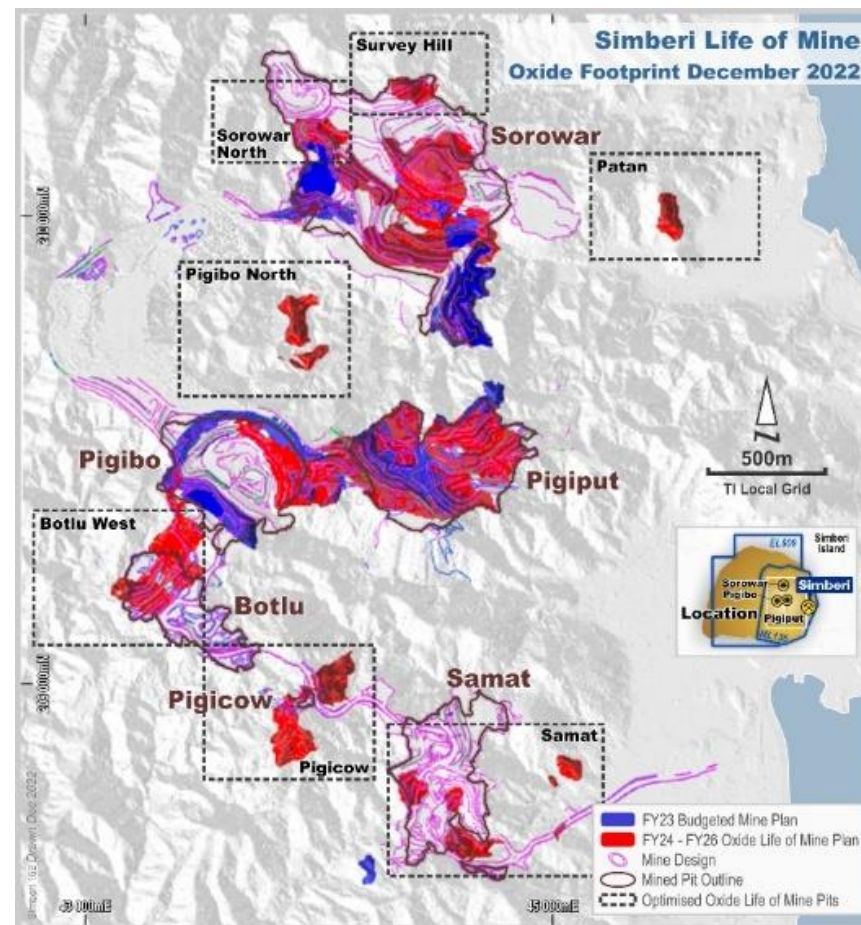 Simberi Life of Mine
Oxide Footprint December 2022
Survey Hill
Sorowar
North
Sorowar
Patan
Pigibo North
Pigibo
Pigiput
500m
TI Local Grid
Botlu West
Botlu
Simberi
Island
Sorowar
Pigibo
Simberi
Location
Pigiput
Pigicow
Samat
Samat
Pigicow
FY23 Budgeted Mine Plan
FY24 - FY26 Oxide Life of Mine Plan
Mine Design
Mined Pit Outline
Optimised Oxide Life of Mine Pits
45 000mE